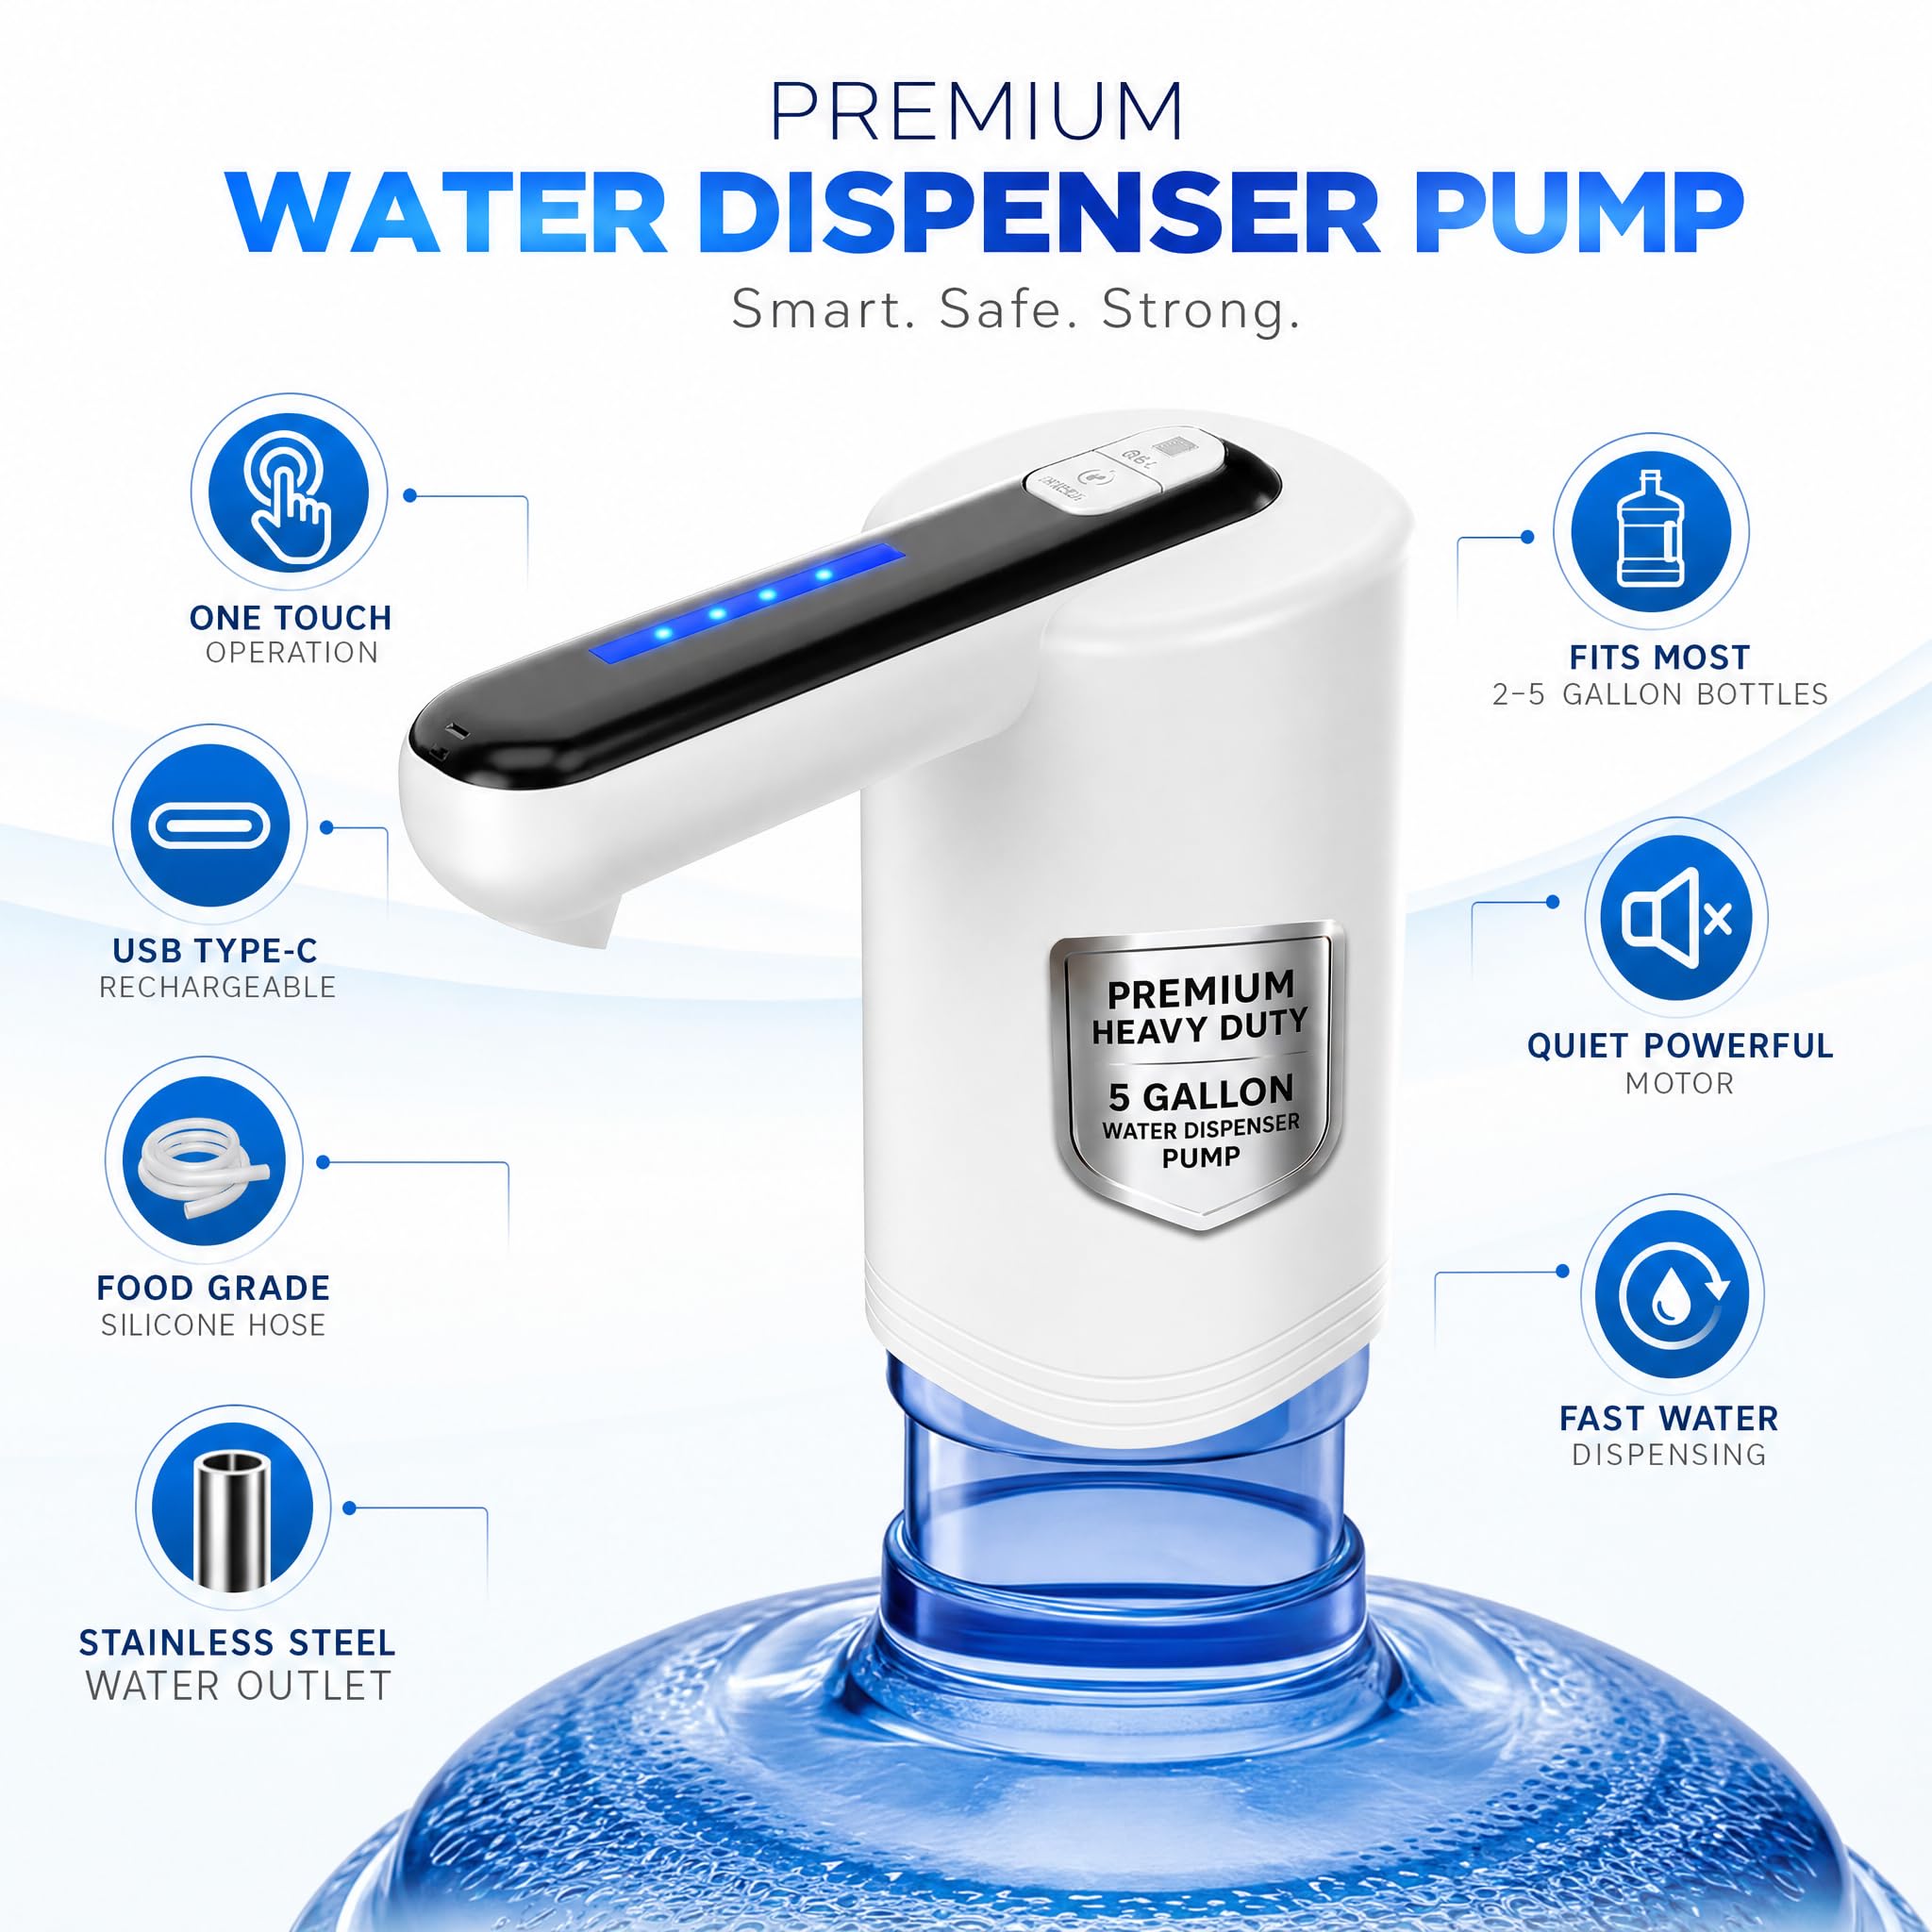 PREMIUM
WATER DISPENSER PUMP
Smart. Safe. Strong.
ONE TOUCH
OPERATION
USB TYPE-C
RECHARGEABLE
FOOD GRADE
SILICONE HOSE
STAINLESS STEEL
WATER OUTLET
PREMIUM
HEAVY DUTY
5 GALLON
WATER DISPENSER
PUMP
FITS MOST
2-5 GALLON BOTTLES
QUIET POWERFUL
MOTOR
FAST WATER
DISPENSING